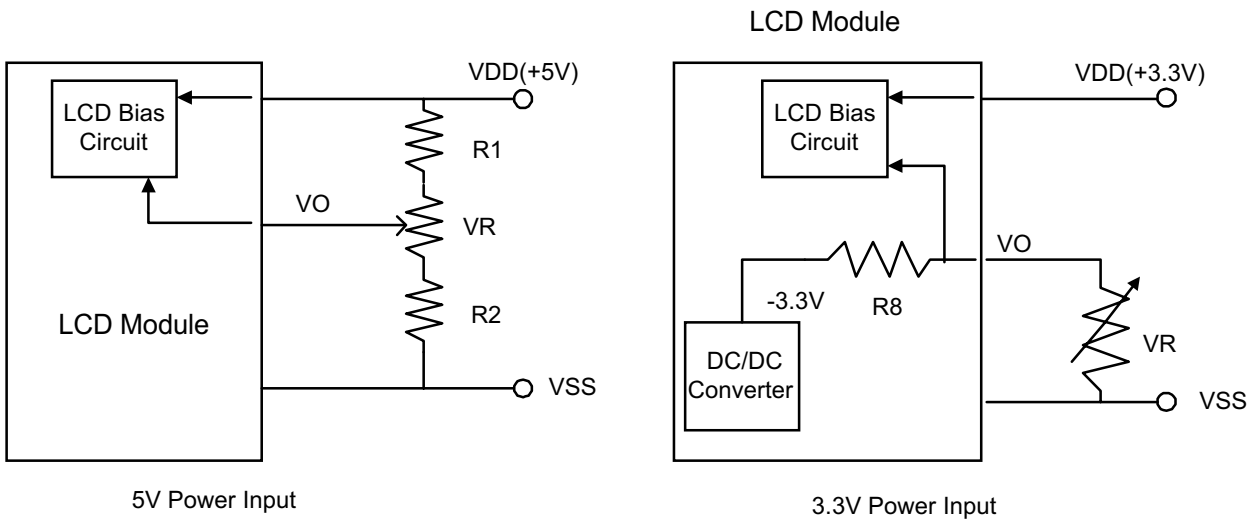 VDD(+5V)
LCD Bias
Circuit
R1
VO
VR
LCD Module
R2
VSS
5V Power Input
LCD Module
VDD(+3.3V)
LCD Bias
Circuit
VO
-3.3V
R8
VR
DC/DC
Converter
VSS
3.3V Power Input